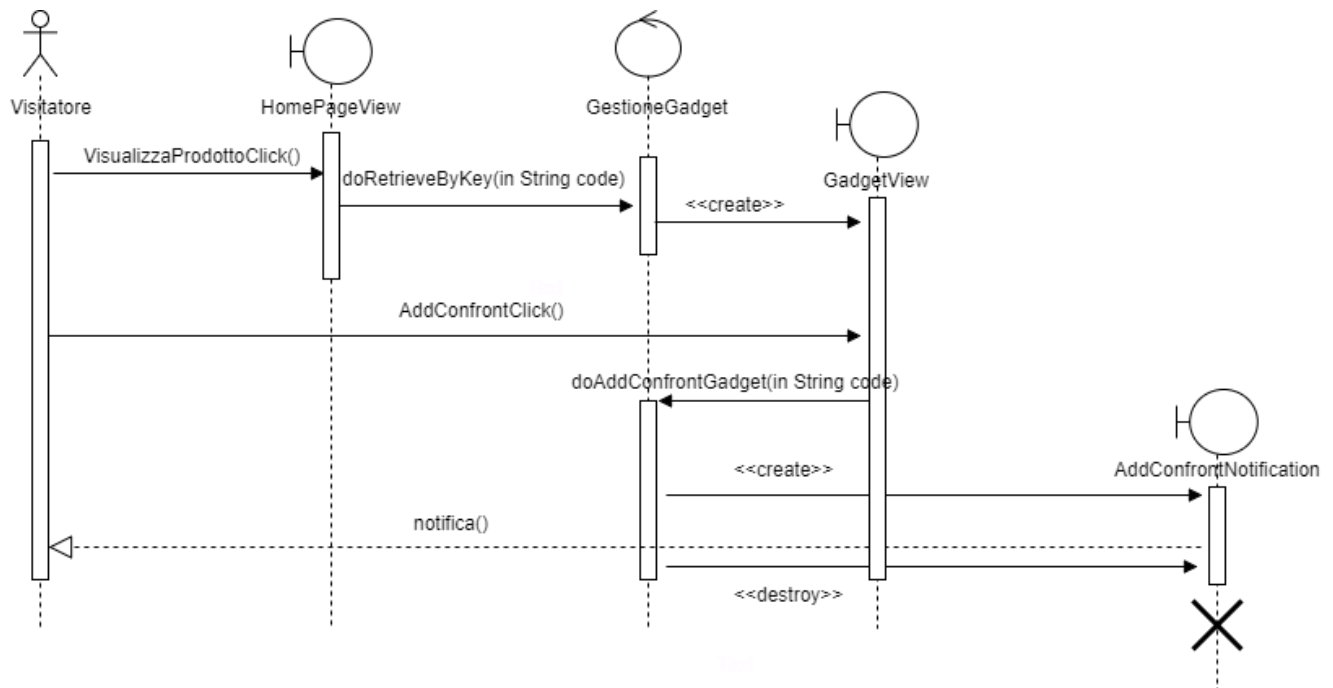 Visitatore
HomePageView
GestioneGadget
GadgetView
VisualizzaProdottoClick()
doRetrieveByKey(in String code)
<<create>>
AddConfrontClick()
doAddConfrontGadget(in String code)
AddConfrontNotification
<<create>>
notifica()
<<destroy>>